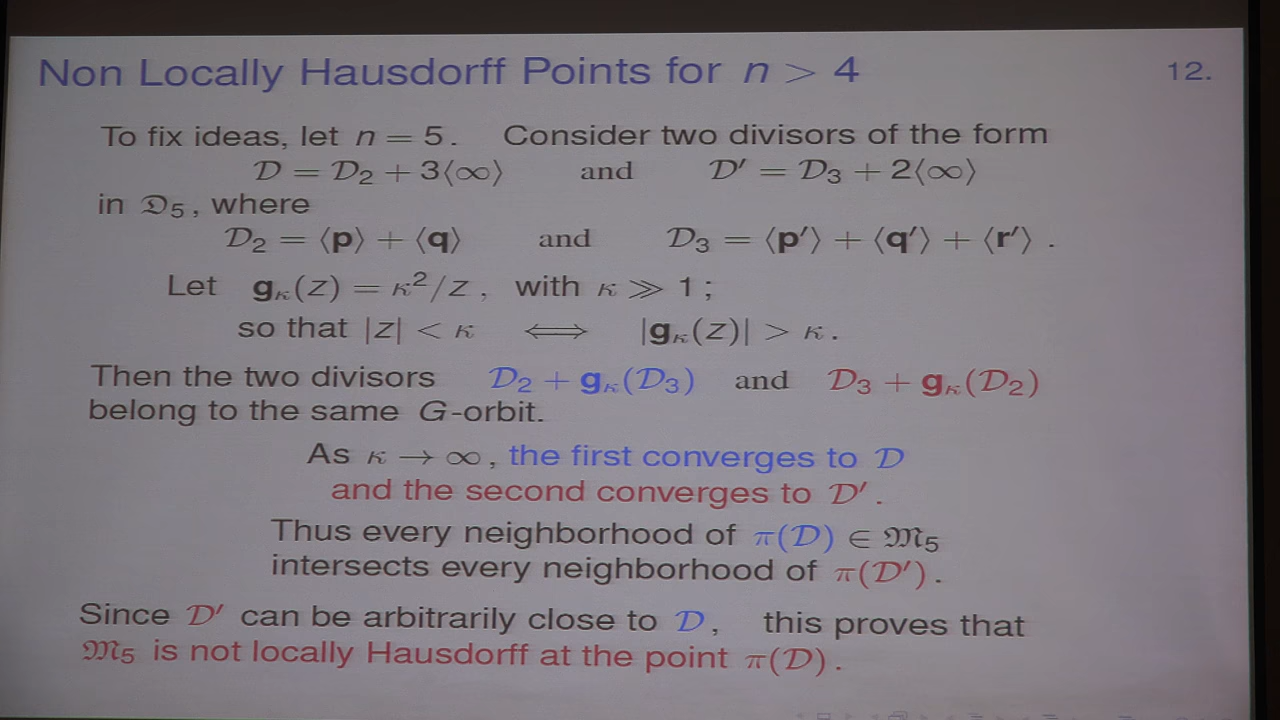 Non Locally Hausdorff Points for n > 4
12.
To fix ideas, let n = 5. Consider two divisors of the form
𝒟 = 𝒟₂ + 3⟨∞⟩ and 𝒟′ = 𝒟₃ + 2⟨∞⟩
in 𝔇₅, where
𝒟₂ = ⟨p⟩ + ⟨q⟩ and 𝒟₃ = ⟨p′⟩ + ⟨q′⟩ + ⟨r′⟩.
Let g_κ(z) = κ²/z, with κ ≫ 1;
so that |z| < κ ⟺ |g_κ(z)| > κ.
Then the two divisors 𝒟₂ + g_κ(𝒟₃) and 𝒟₃ + g_κ(𝒟₂)
belong to the same G-orbit.
As κ → ∞, the first converges to 𝒟
and the second converges to 𝒟′.
Thus every neighborhood of π(𝒟) ∈ 𝔐₅
intersects every neighborhood of π(𝒟′).
Since 𝒟′ can be arbitrarily close to 𝒟, this proves that
𝔐₅ is not locally Hausdorff at the point π(𝒟).